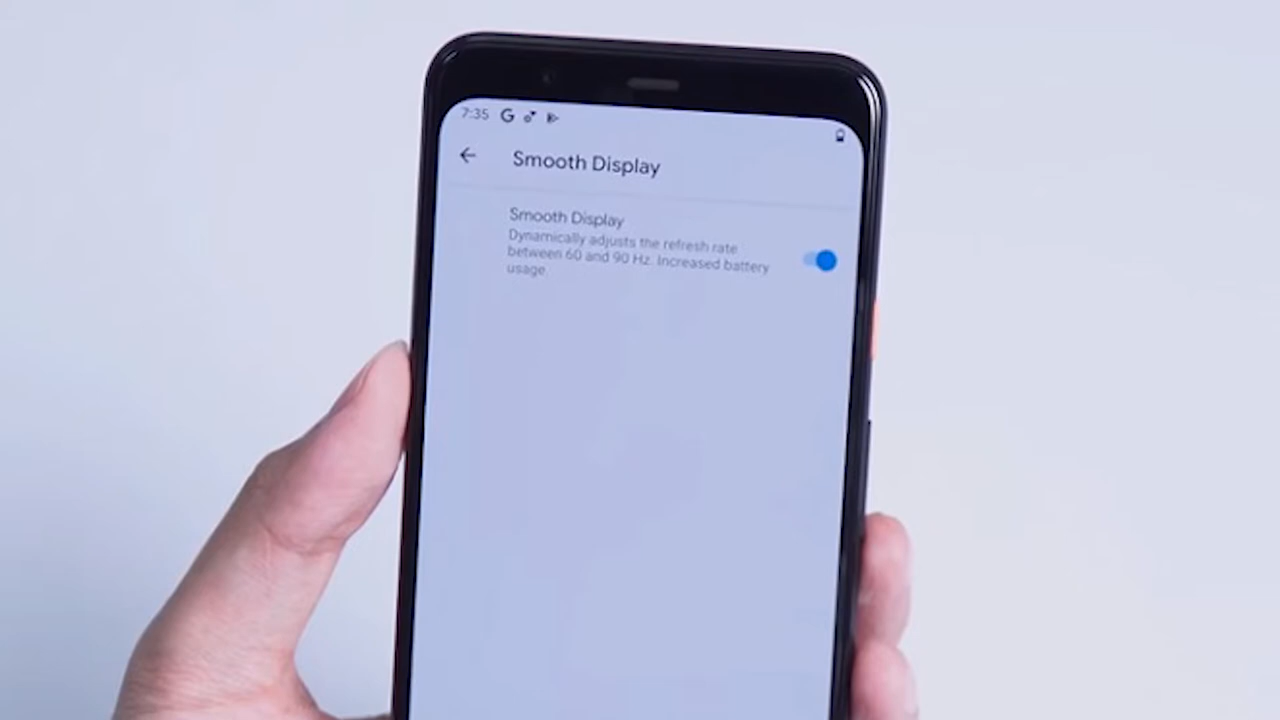 7:35 G
Smooth Display
Smooth Display
Dynamically adjusts the refresh rate
between 60 and 90 Hz. Increased battery
usage.